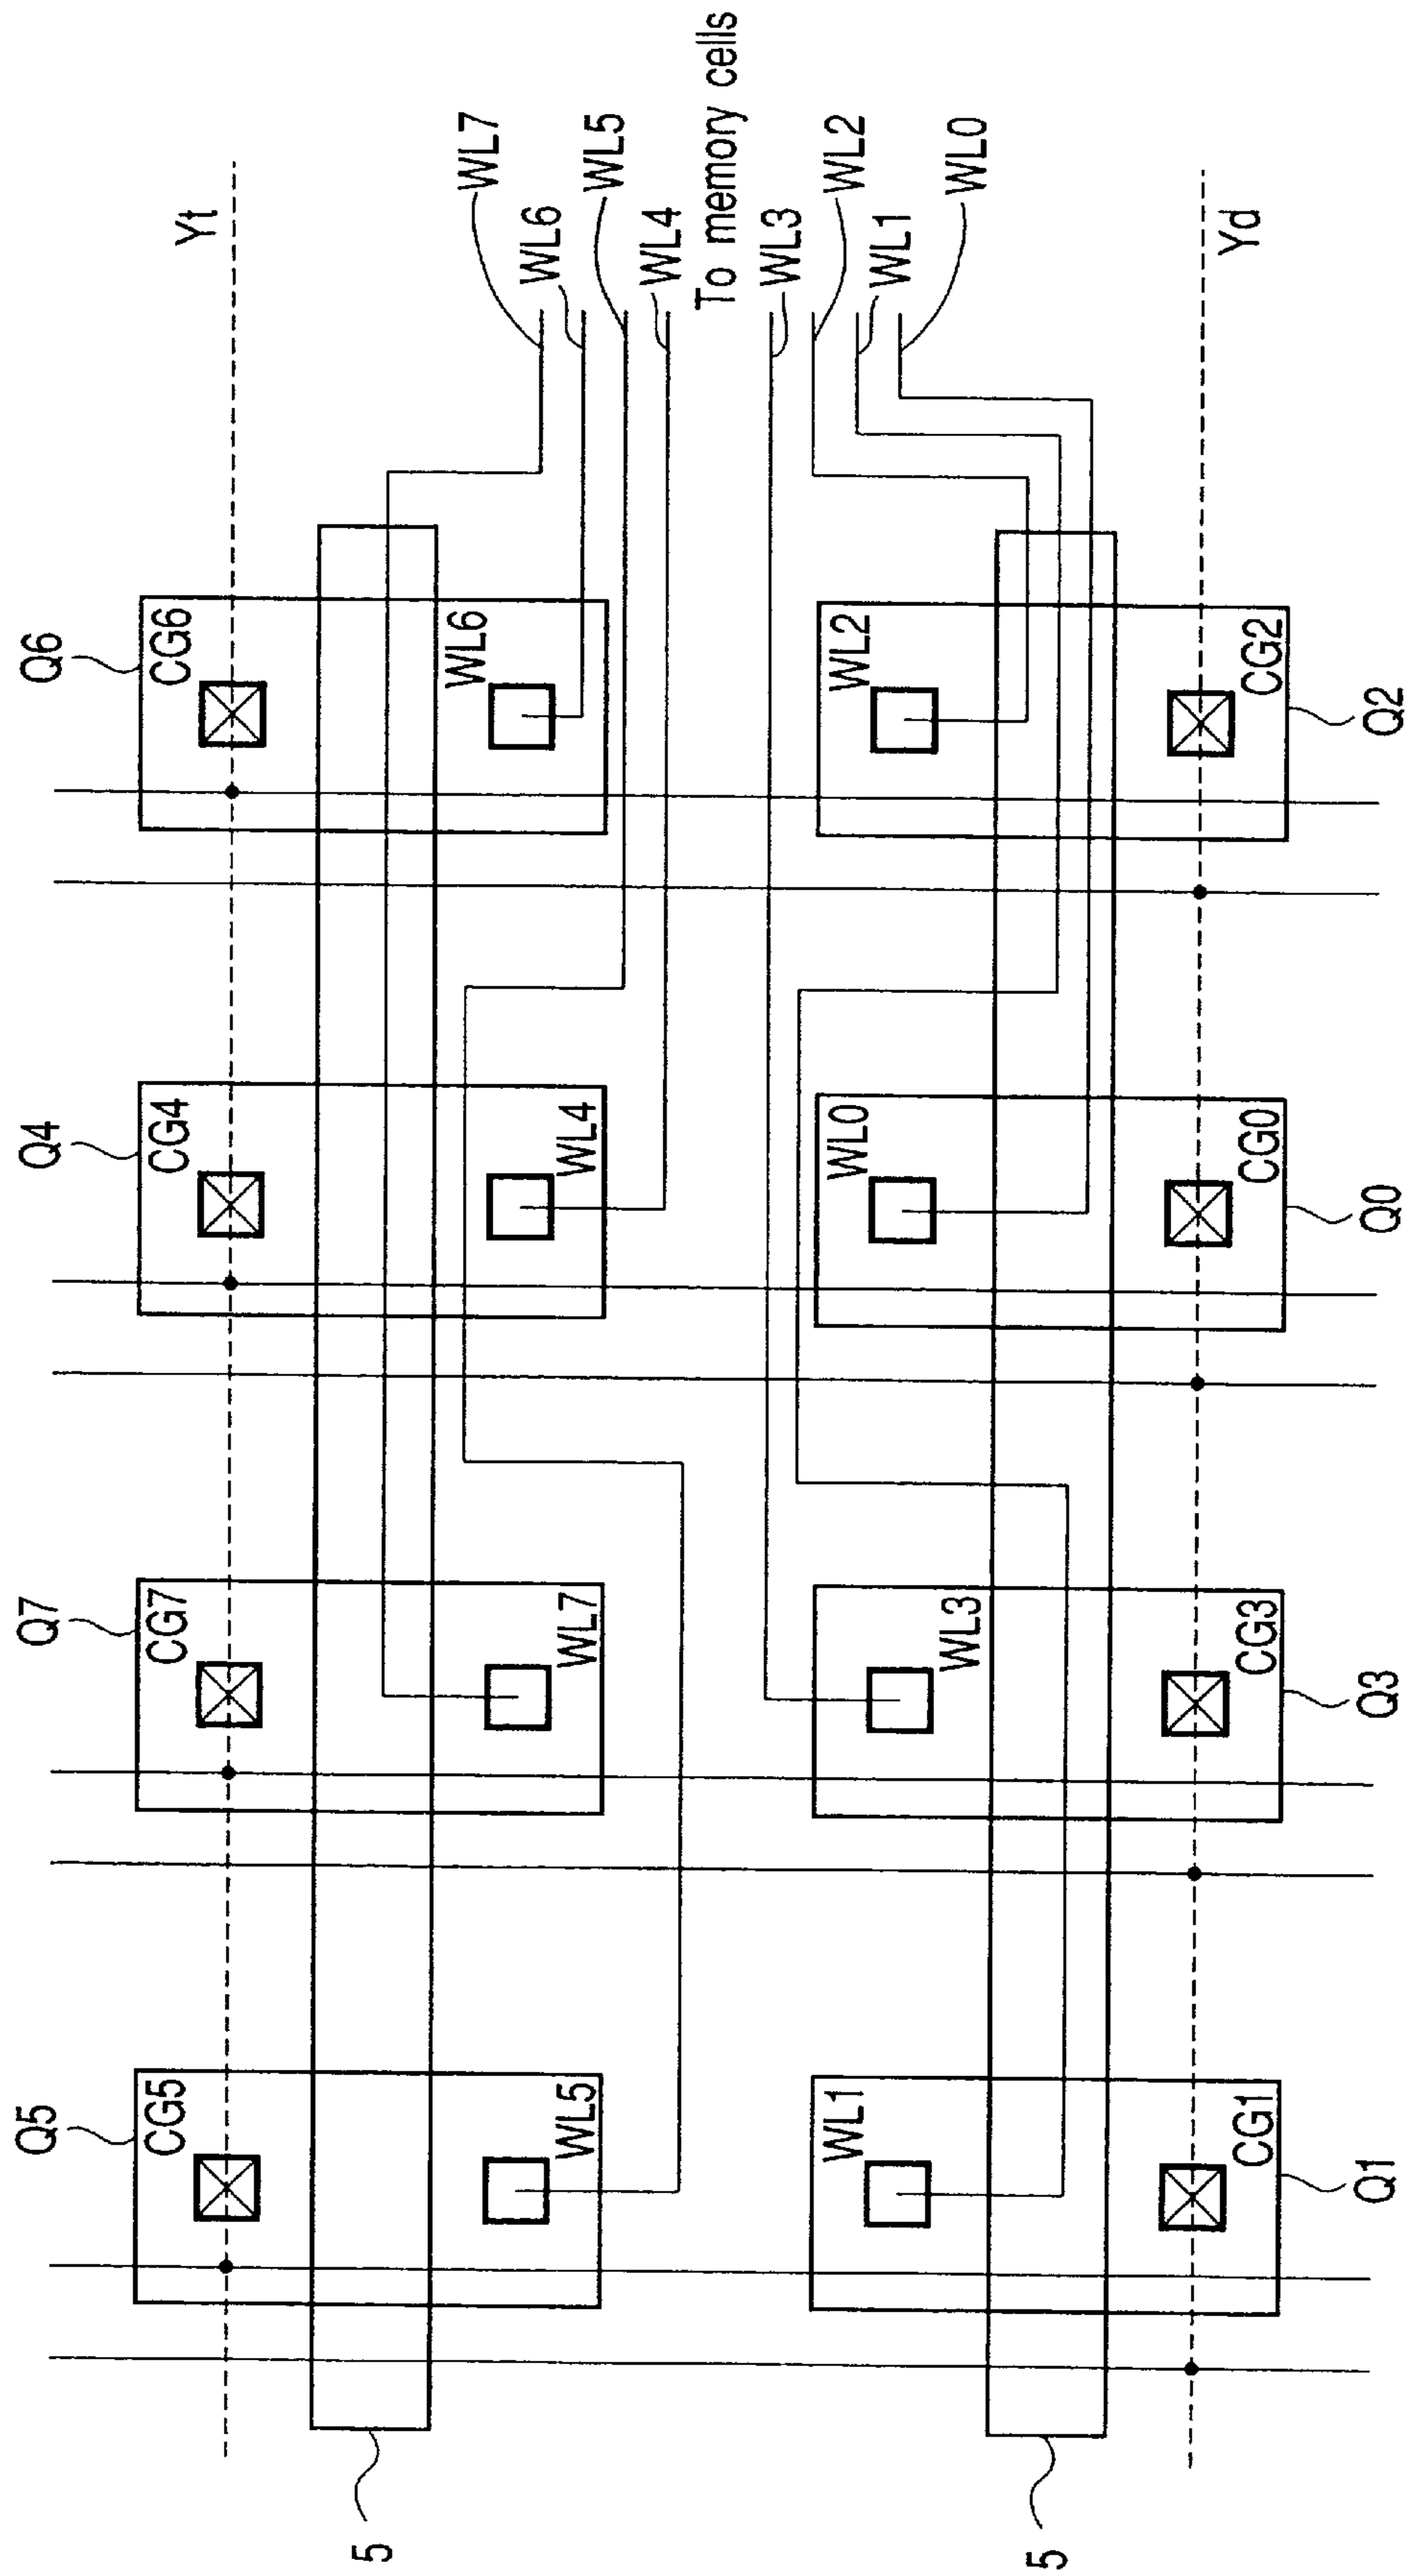 Q5
Q7
Q4
Q6
CG5
CG7
CG4
CG6
Yt
5
WL5
WL7
WL4
WL6
WL7
WL6
WL5
WL4
To memory cells
WL3
WL2
WL1
WL0
WL1
WL3
WL0
WL2
5
CG1
CG3
CG0
CG2
Yd
Q1
Q3
Q0
Q2